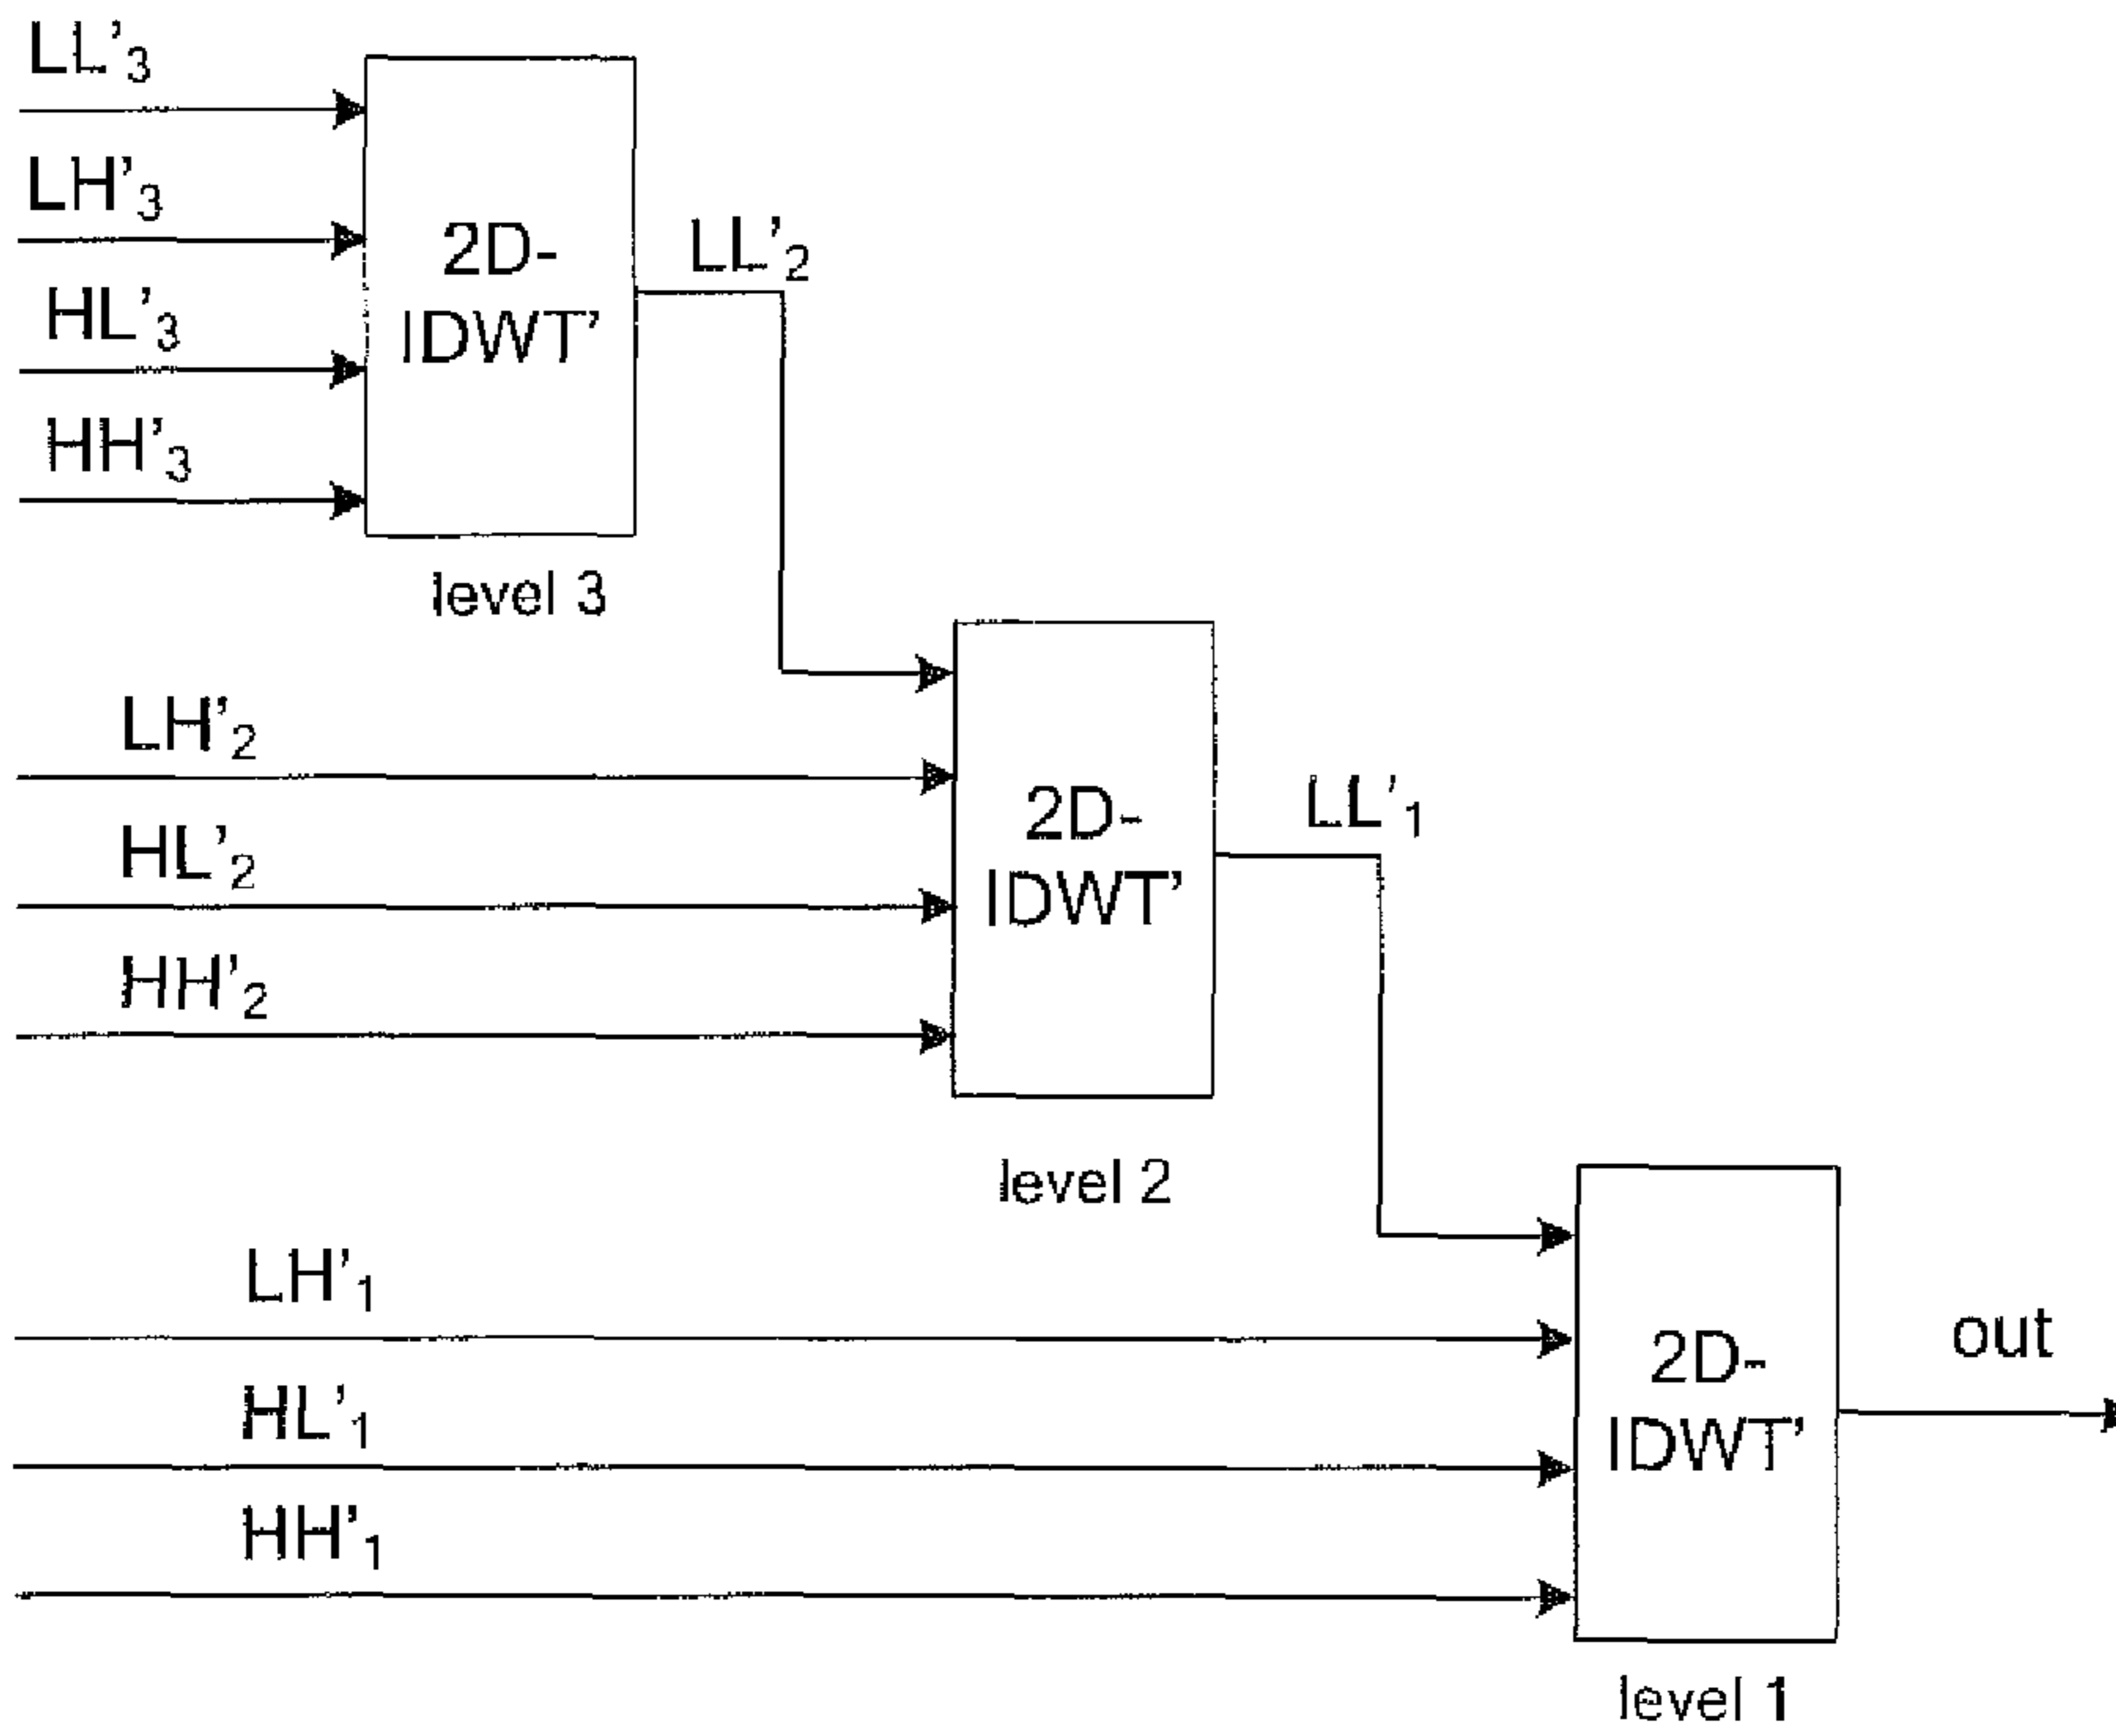 LL’3
LH’3
HL’3
HH’3
2D-
IDWT’
level 3
LL’2
LH’2
HL’2
HH’2
2D-
IDWT’
level 2
LL’1
LH’1
HL’1
HH’1
2D-
IDWT’
level 1
out